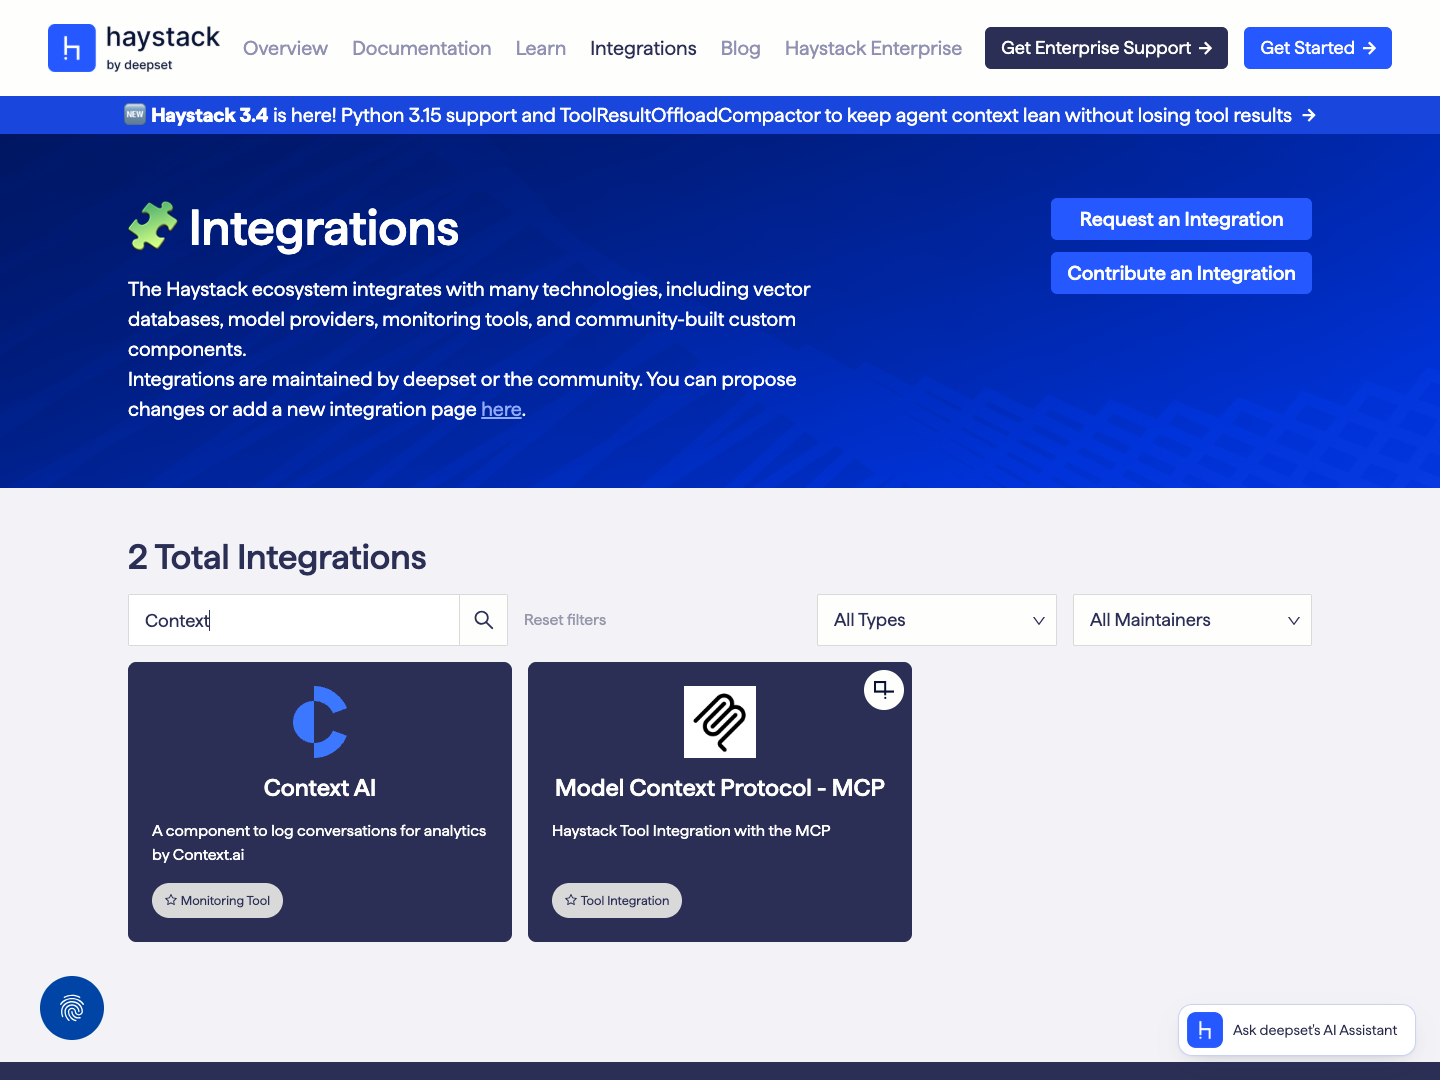 haystack
by deepset
Overview
Documentation
Learn
Integrations
Blog
Haystack Enterprise
Get Enterprise Support →
Get Started →
NEW Haystack 3.4 is here! Python 3.15 support and ToolResultOffloadCompactor to keep agent context lean without losing tool results →
Integrations
The Haystack ecosystem integrates with many technologies, including vector
databases, model providers, monitoring tools, and community-built custom
components.
Integrations are maintained by deepset or the community. You can propose
changes or add a new integration page here.
Request an Integration
Contribute an Integration
2 Total Integrations
Context
Reset filters
All Types
All Maintainers
Context AI
A component to log conversations for analytics
by Context.ai
Monitoring Tool
Model Context Protocol - MCP
Haystack Tool Integration with the MCP
Tool Integration
Ask deepset's AI Assistant